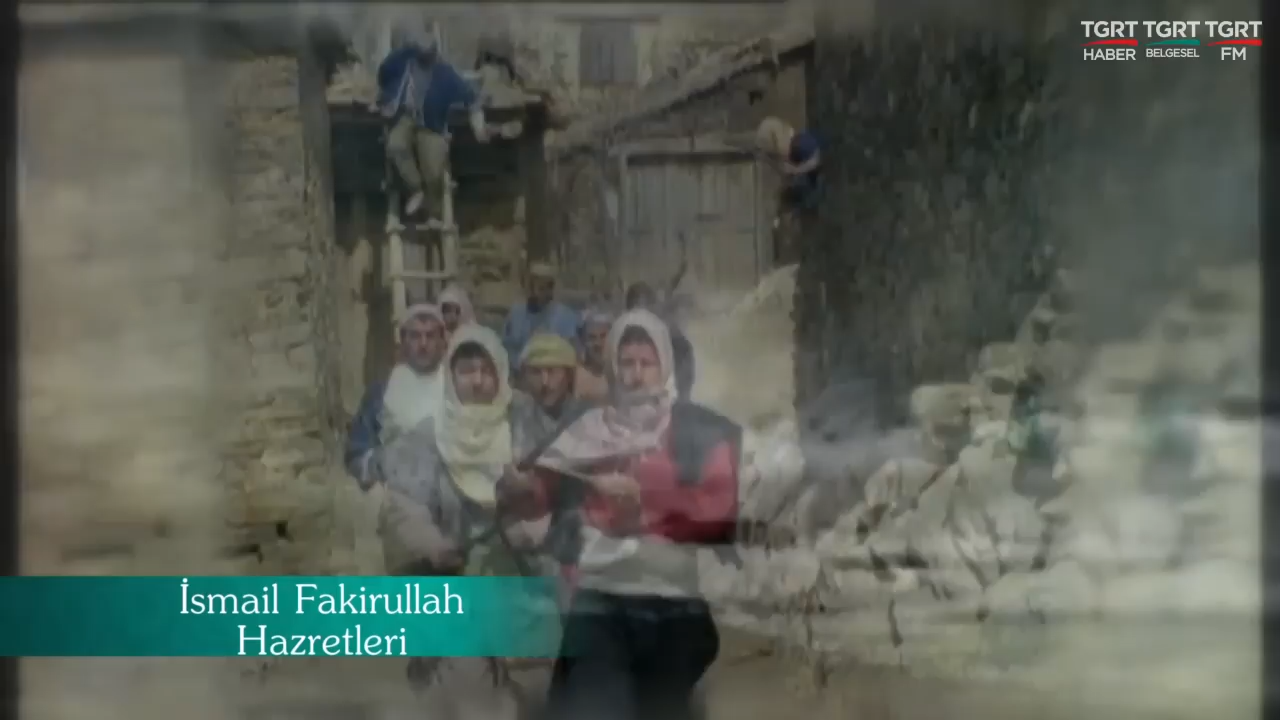 TGRT TGRT TGRT
HABER BELGESEL FM
İsmail Fakirullah
Hazretleri